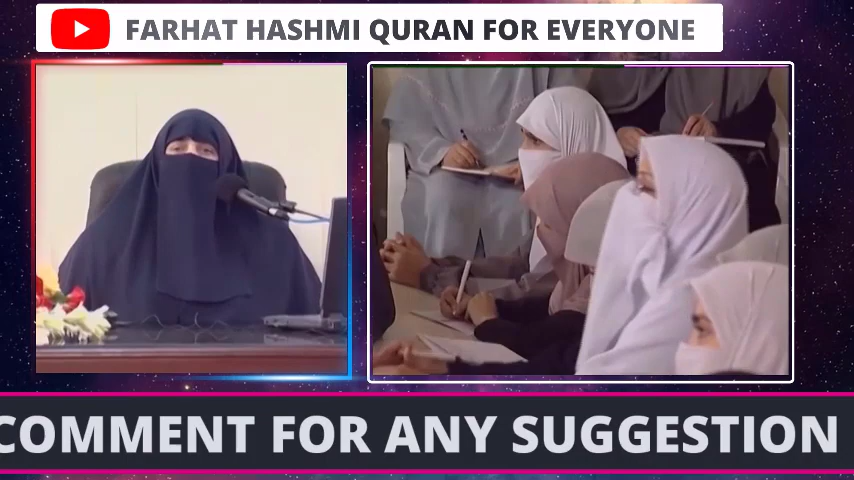 FARHAT HASHMI QURAN FOR EVERYONE
COMMENT FOR ANY SUGGESTION